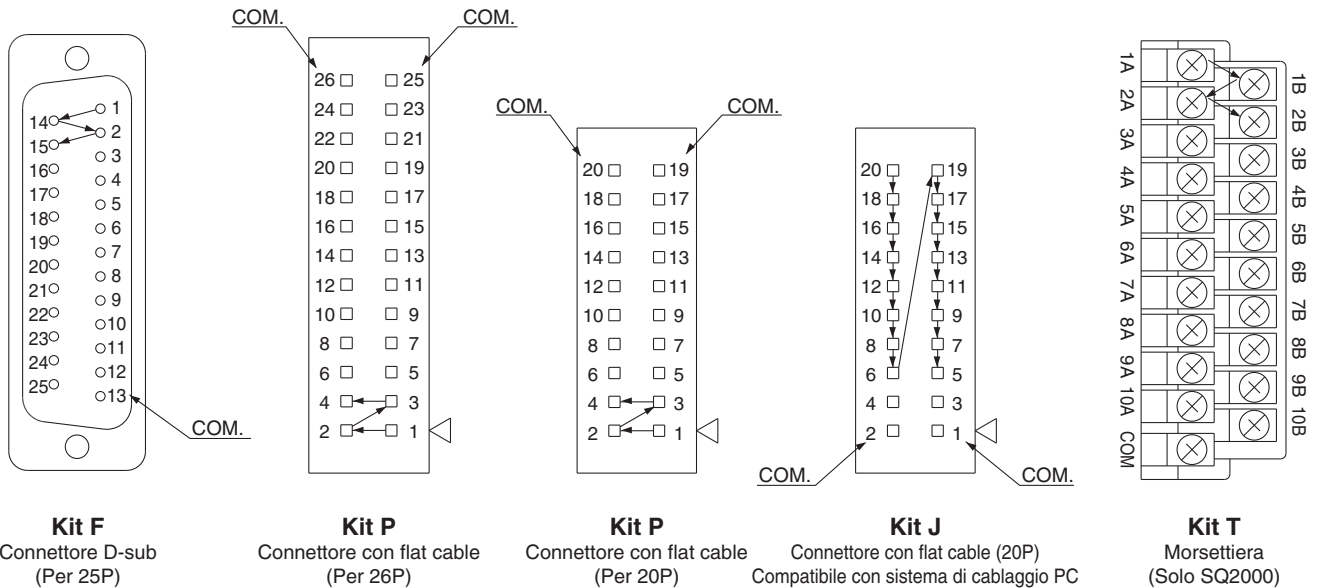 COM.
14
15
16
17
18
19
20
21
22
23
24
25
1
2
3
4
5
6
7
8
9
10
11
12
13
COM.
Kit F
Connettore D-sub
(Per 25P)
COM. COM.
26 25
24 23
22 21
20 19
18 17
16 15
14 13
12 11
10 9
8 7
6 5
4 3
2 1
Kit P
Connettore con flat cable
(Per 26P)
COM. COM.
20 19
18 17
16 15
14 13
12 11
10 9
8 7
6 5
4 3
2 1
Kit P
Connettore con flat cable
(Per 20P)
20 19
18 17
16 15
14 13
12 11
10 9
8 7
6 5
4 3
2 1
COM. COM.
Kit J
Connettore con flat cable (20P)
Compatibile con sistema di cablaggio PC
1A
2A
3A
4A
5A
6A
7A
8A
9A
10A
COM
1B
2B
3B
4B
5B
6B
7B
8B
9B
10B
Kit T
Morsettiera
(Solo SQ2000)